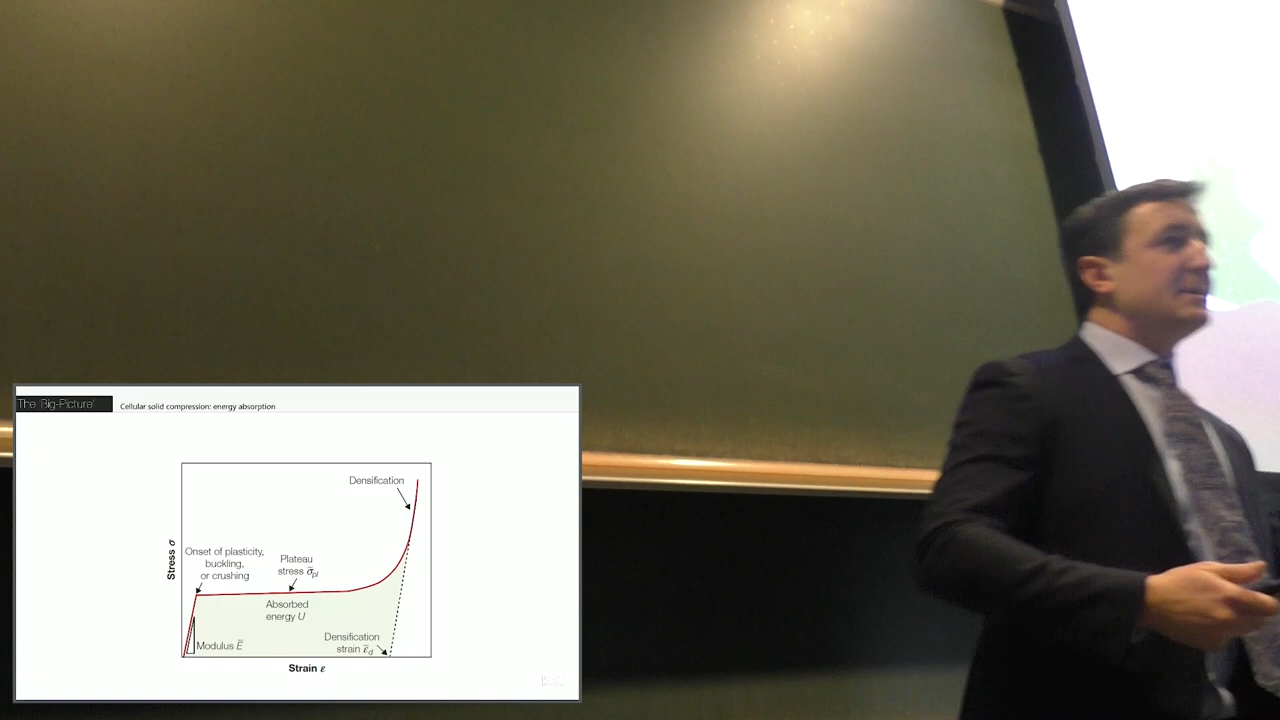 The 'Big-Picture'
Cellular solid compression: energy absorption
Densification
Onset of plasticity,
buckling,
or crushing
Plateau
stress σ̃pl
Absorbed
energy U
Modulus Ẽ
Densification
strain ε̃d
Stress σ
Strain ε